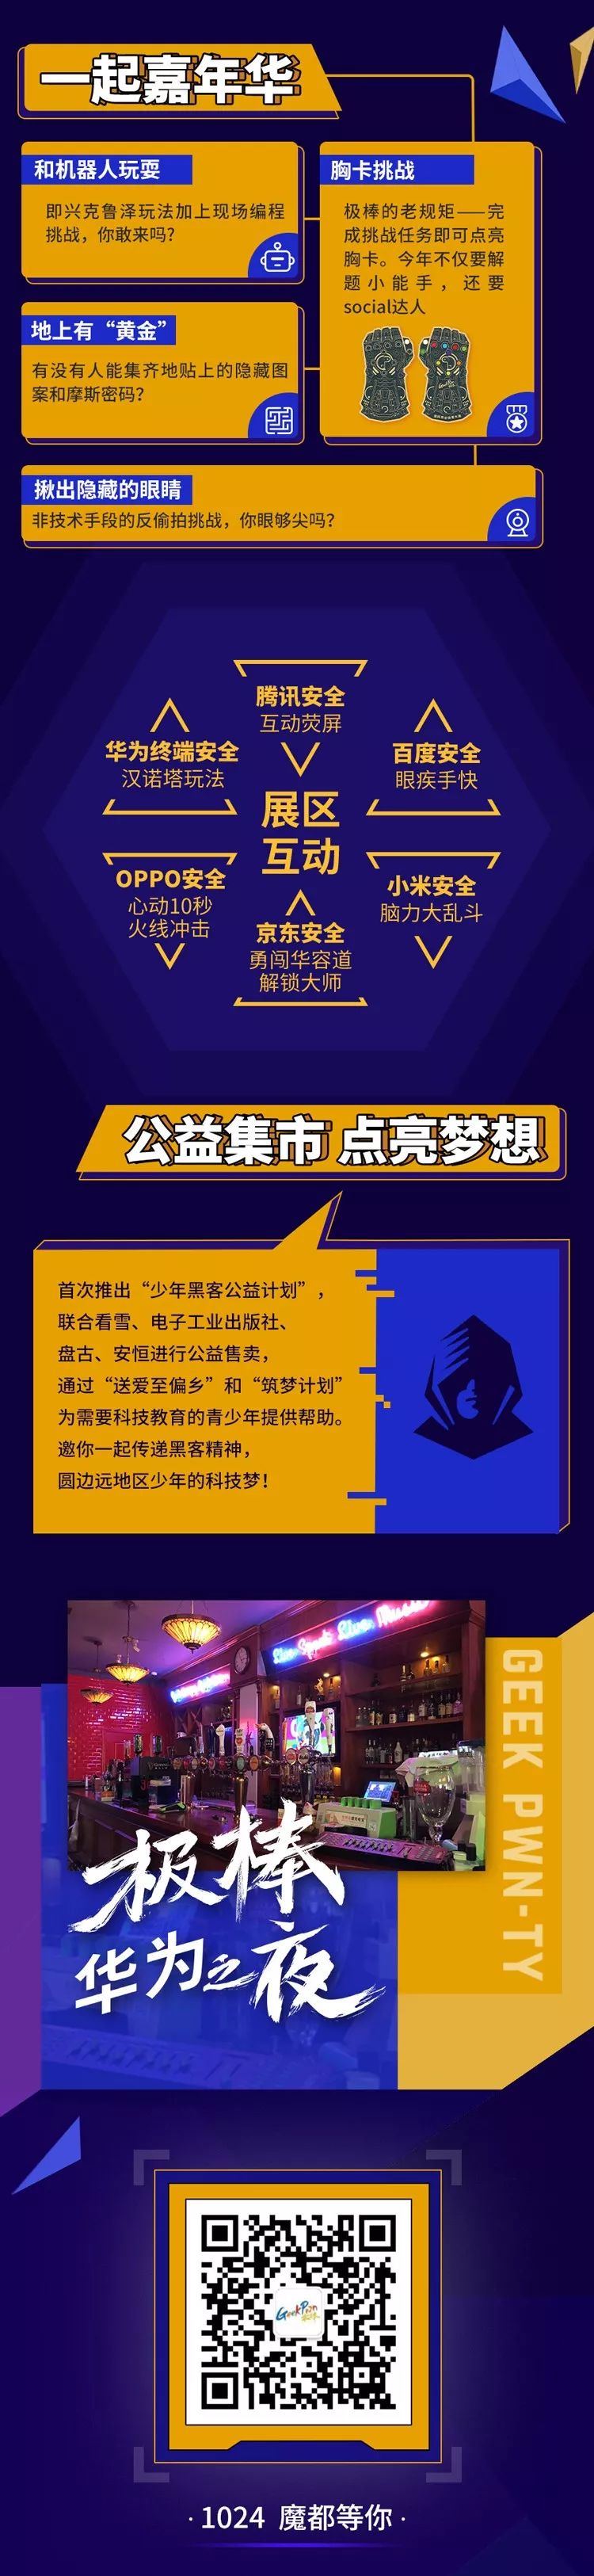 一起嘉年华
和机器人玩耍
即兴克鲁泽玩法加上现场编程
挑战，你敢来吗？
胸卡挑战
极棒的老规矩——完
成挑战任务即可点亮
胸卡。今年不仅要解
题小能手，还要
social达人
地上有“黄金”
有没有人能集齐地贴上的隐藏图
案和摩斯密码？
揪出隐藏的眼睛
非技术手段的反偷拍挑战，你眼够尖吗？
腾讯安全
互动荧屏
华为终端安全
汉诺塔玩法
百度安全
眼疾手快
展区
互动
OPPO安全
心动10秒
火线冲击
小米安全
脑力大乱斗
京东安全
勇闯华容道
解锁大师
公益集市 点亮梦想
首次推出“少年黑客公益计划”，
联合看雪、电子工业出版社、
盘古、安恒进行公益售卖，
通过“送爱至偏乡”和“筑梦计划”
为需要科技教育的青少年提供帮助。
邀你一起传递黑客精神，
圆边远地区少年的科技梦！
GEEK PWN-TY
极棒
华为之夜
GeekPwn
·1024 魔都等你·